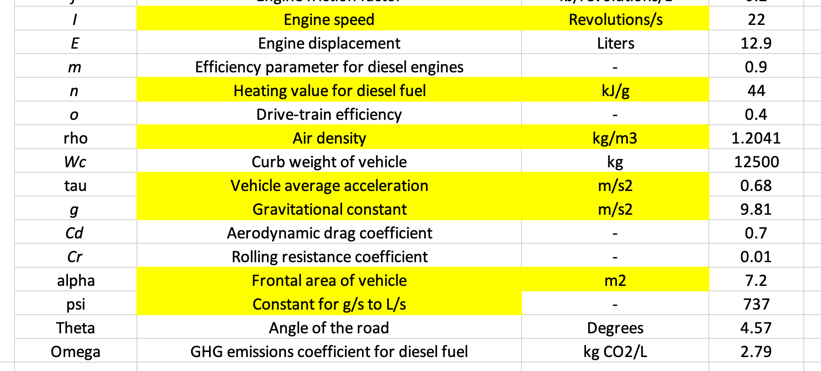 I Engine speed Revolutions/s 22
E Engine displacement Liters 12.9
m Efficiency parameter for diesel engines - 0.9
n Heating value for diesel fuel kJ/g 44
o Drive-train efficiency - 0.4
rho Air density kg/m3 1.2041
Wc Curb weight of vehicle kg 12500
tau Vehicle average acceleration m/s2 0.68
g Gravitational constant m/s2 9.81
Cd Aerodynamic drag coefficient - 0.7
Cr Rolling resistance coefficient - 0.01
alpha Frontal area of vehicle m2 7.2
psi Constant for g/s to L/s - 737
Theta Angle of the road Degrees 4.57
Omega GHG emissions coefficient for diesel fuel kg CO2/L 2.79